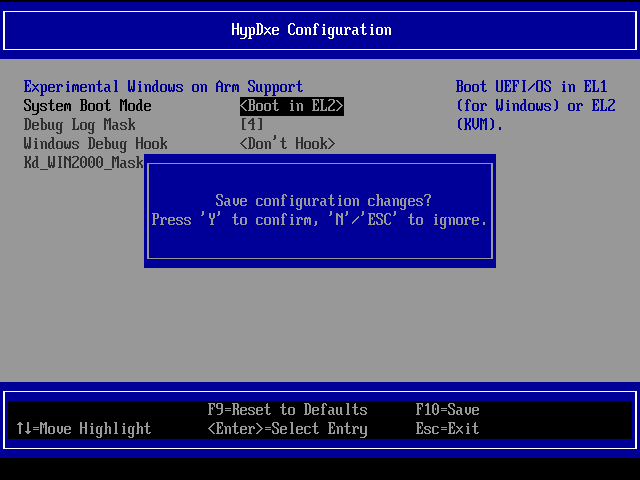 HypDxe Configuration
Experimental Windows on Arm Support
Boot UEFI/OS in EL1
System Boot Mode <Boot in EL2>
(for Windows) or EL2
Debug Log Mask [4]
(KVM).
Windows Debug Hook <Don't Hook>
Kd_WIN2000_Mask
Save configuration changes?
Press 'Y' to confirm, 'N'/'ESC' to ignore.
F9=Reset to Defaults F10=Save
↑↓=Move Highlight <Enter>=Select Entry Esc=Exit